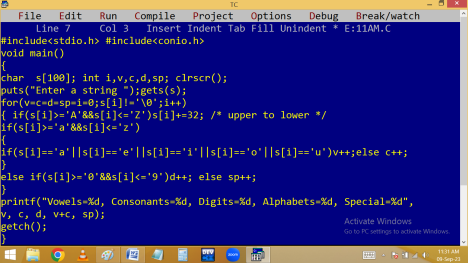 TC
File Edit Run Compile Project Options Debug Break/watch
Line 7 Col 3 Insert Indent Tab Fill Unindent * E:11AM.C
#include<stdio.h> #include<conio.h>
void main()
{
char s[100]; int i,v,c,d,sp; clrscr();
puts("Enter a string ");gets(s);
for(v=c=d=sp=i=0;s[i]!='\0';i++)
{ if(s[i]>='A'&&s[i]<='Z')s[i]+=32; /* upper to lower */
if(s[i]>='a'&&s[i]<='z')
{
if(s[i]=='a'||s[i]=='e'||s[i]=='i'||s[i]=='o'||s[i]=='u')v++;else c++;
}
else if(s[i]>='0'&&s[i]<='9')d++; else sp++;
}
printf("Vowels=%d, Consonants=%d, Digits=%d, Alphabets=%d, Special=%d",
v, c, d, v+c, sp);
getch();
}
Activate Windows
Go to PC settings to activate Windows.
11:31 AM
09-Sep-23